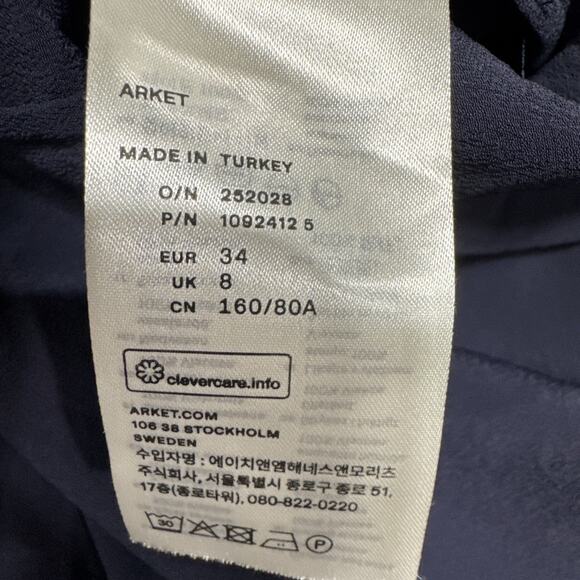 ARKET
MADE IN TURKEY
O/N 252028
P/N 1092412 5
EUR 34
UK 8
CN 160/80A
clevercare.info
ARKET.COM
106 38 STOCKHOLM
SWEDEN
수입자명 : 에이치앤엠헤네스앤모리츠
주식회사, 서울특별시 종로구 종로 51,
17층(종로타워), 080-822-0220
30 P